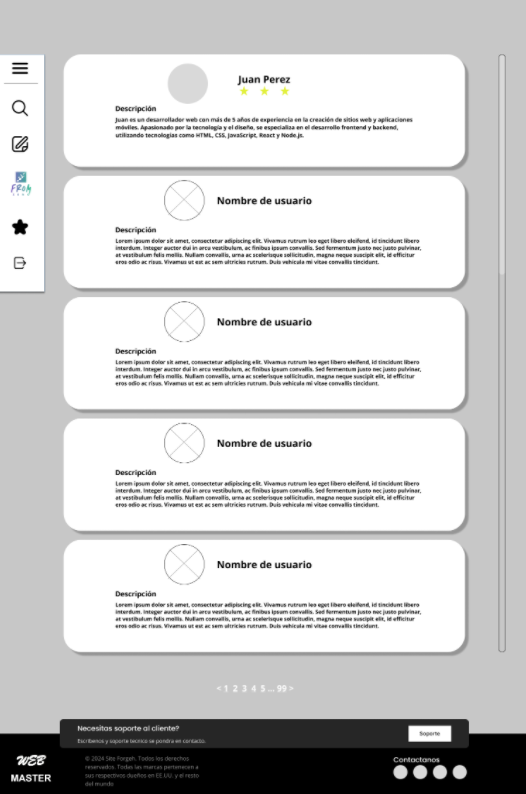 Juan Perez
Descripción
Juan es un desarrollador web con más de 5 años de experiencia en la creación de sitios web y aplicaciones
móviles. Apasionado por la tecnología y el diseño, se especializa en el desarrollo frontend y backend,
utilizando tecnologías como HTML, CSS, JavaScript, React y Node.js.
Nombre de usuario
Descripción
Lorem ipsum dolor sit amet, consectetur adipiscing elit. Vivamus rutrum leo eget libero eleifend, id tincidunt libero
interdum. Integer auctor dui in arcu vestibulum, ac finibus ipsum convallis. Sed fermentum justo nec justo pulvinar,
at vestibulum felis mollis. Nullam convallis, urna ac scelerisque sollicitudin, magna neque suscipit elit, id efficitur
eros odio ac risus. Vivamus ut est ac sem ultricies rutrum. Duis vehicula mi vitae convallis tincidunt.
Nombre de usuario
Descripción
Lorem ipsum dolor sit amet, consectetur adipiscing elit. Vivamus rutrum leo eget libero eleifend, id tincidunt libero
interdum. Integer auctor dui in arcu vestibulum, ac finibus ipsum convallis. Sed fermentum justo nec justo pulvinar,
at vestibulum felis mollis. Nullam convallis, urna ac scelerisque sollicitudin, magna neque suscipit elit, id efficitur
eros odio ac risus. Vivamus ut est ac sem ultricies rutrum. Duis vehicula mi vitae convallis tincidunt.
Nombre de usuario
Descripción
Lorem ipsum dolor sit amet, consectetur adipiscing elit. Vivamus rutrum leo eget libero eleifend, id tincidunt libero
interdum. Integer auctor dui in arcu vestibulum, ac finibus ipsum convallis. Sed fermentum justo nec justo pulvinar,
at vestibulum felis mollis. Nullam convallis, urna ac scelerisque sollicitudin, magna neque suscipit elit, id efficitur
eros odio ac risus. Vivamus ut est ac sem ultricies rutrum. Duis vehicula mi vitae convallis tincidunt.
Nombre de usuario
Descripción
Lorem ipsum dolor sit amet, consectetur adipiscing elit. Vivamus rutrum leo eget libero eleifend, id tincidunt libero
interdum. Integer auctor dui in arcu vestibulum, ac finibus ipsum convallis. Sed fermentum justo nec justo pulvinar,
at vestibulum felis mollis. Nullam convallis, urna ac scelerisque sollicitudin, magna neque suscipit elit, id efficitur
eros odio ac risus. Vivamus ut est ac sem ultricies rutrum. Duis vehicula mi vitae convallis tincidunt.
< 1 2 3 4 5 ... 99 >
Necesitas soporte al cliente?
Escribenos y soporte tecnico se pondra en contacto.
Soporte
WEB
MASTER
© 2024 Site Forgeh. Todos los derechos
reservados. Todas las marcas pertenecen a
sus respectivos dueños en EE.UU. y el resto
del mundo
Contactanos